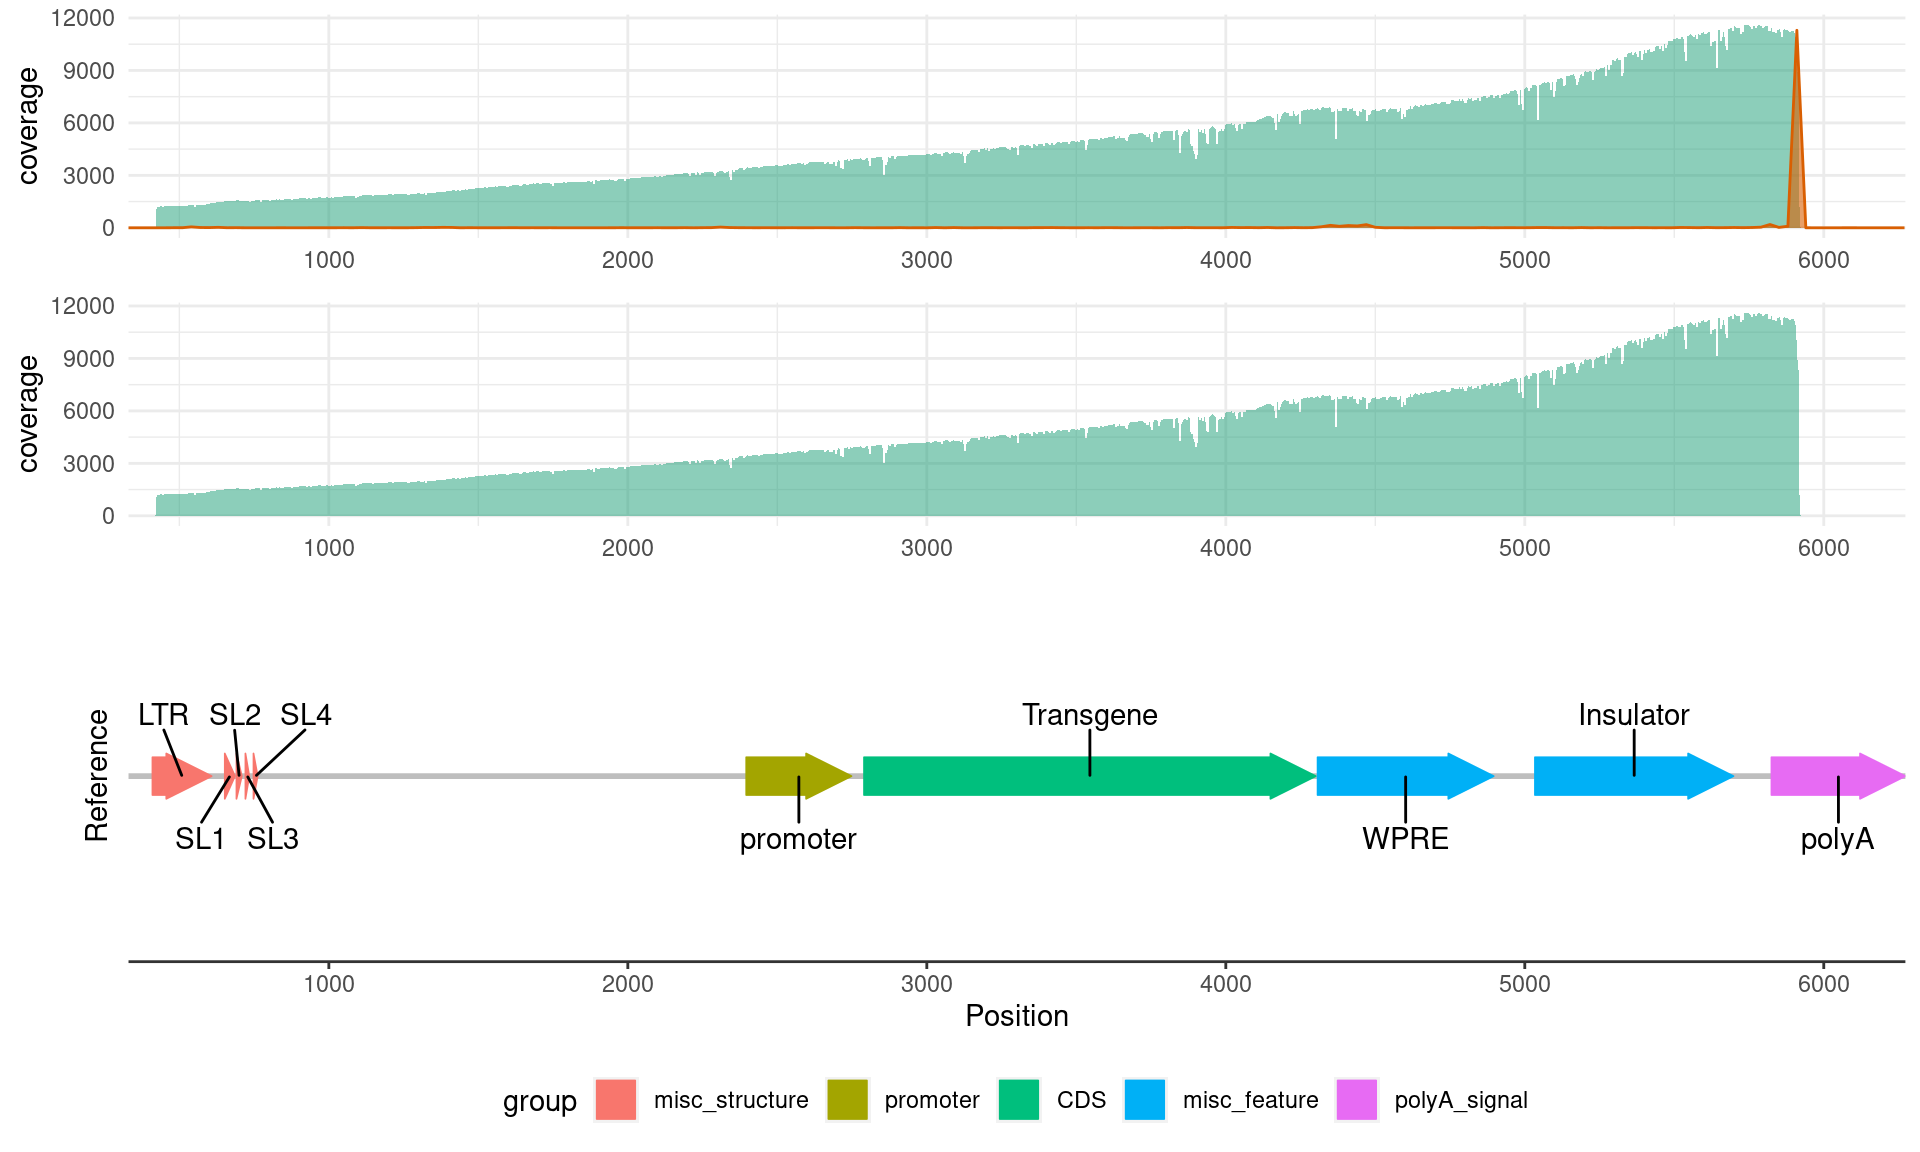 12000
9000
6000
3000
0
coverage
1000 2000 3000 4000 5000 6000
12000
9000
6000
3000
0
coverage
1000 2000 3000 4000 5000 6000
LTR SL2 SL4 Transgene Insulator
Reference
SL1 SL3 promoter WPRE polyA
1000 2000 3000 4000 5000 6000
Position
group misc_structure promoter CDS misc_feature polyA_signal